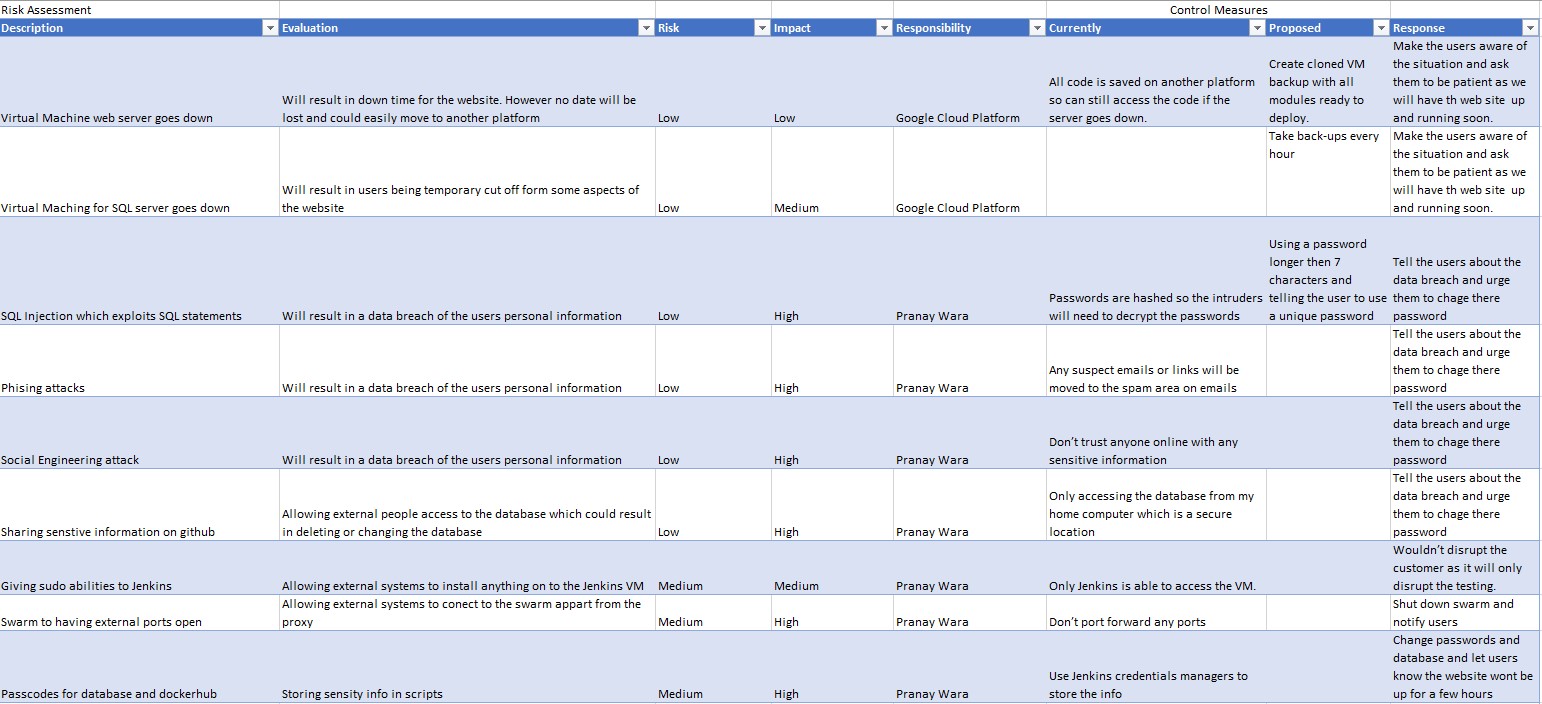 Risk Assessment
Control Measures
Description
Evaluation
Risk
Impact
Responsibility
Currently
Proposed
Response
Virtual Machine web server goes down
Will result in down time for the website. However no date will be
lost and could easily move to another platform
Low
Low
Google Cloud Platform
All code is saved on another platform
so can still access the code if the
server goes down.
Create cloned VM
backup with all
modules ready to
deploy.
Make the users aware of
the situation and ask
them to be patient as we
will have th web site up
and running soon.
Virtual Maching for SQL server goes down
Will result in users being temporary cut off form some aspects of
the website
Low
Medium
Google Cloud Platform
Take back-ups every
hour
Make the users aware of
the situation and ask
them to be patient as we
will have th web site up
and running soon.
SQL Injection which exploits SQL statements
Will result in a data breach of the users personal information
Low
High
Pranay Wara
Passwords are hashed so the intruders
will need to decrypt the passwords
Using a password
longer then 7
characters and
telling the user to use
a unique password
Tell the users about the
data breach and urge
them to chage there
password
Phising attacks
Will result in a data breach of the users personal information
Low
High
Pranay Wara
Any suspect emails or links will be
moved to the spam area on emails
Tell the users about the
data breach and urge
them to chage there
password
Social Engineering attack
Will result in a data breach of the users personal information
Low
High
Pranay Wara
Don't trust anyone online with any
sensitive information
Tell the users about the
data breach and urge
them to chage there
password
Sharing senstive information on github
Allowing external people access to the database which could result
in deleting or changing the database
Low
High
Pranay Wara
Only accessing the database from my
home computer which is a secure
location
Tell the users about the
data breach and urge
them to chage there
password
Giving sudo abilities to Jenkins
Allowing external systems to install anything on to the Jenkins VM
Medium
Medium
Pranay Wara
Only Jenkins is able to access the VM.
Wouldn't disrupt the
customer as it will only
disrupt the testing.
Swarm to having external ports open
Allowing external systems to conect to the swarm appart from the
proxy
Medium
High
Pranay Wara
Don't port forward any ports
Shut down swarm and
notify users
Passcodes for database and dockerhub
Storing sensity info in scripts
Medium
High
Pranay Wara
Use Jenkins credentials managers to
store the info
Change passwords and
database and let users
know the website wont be
up for a few hours